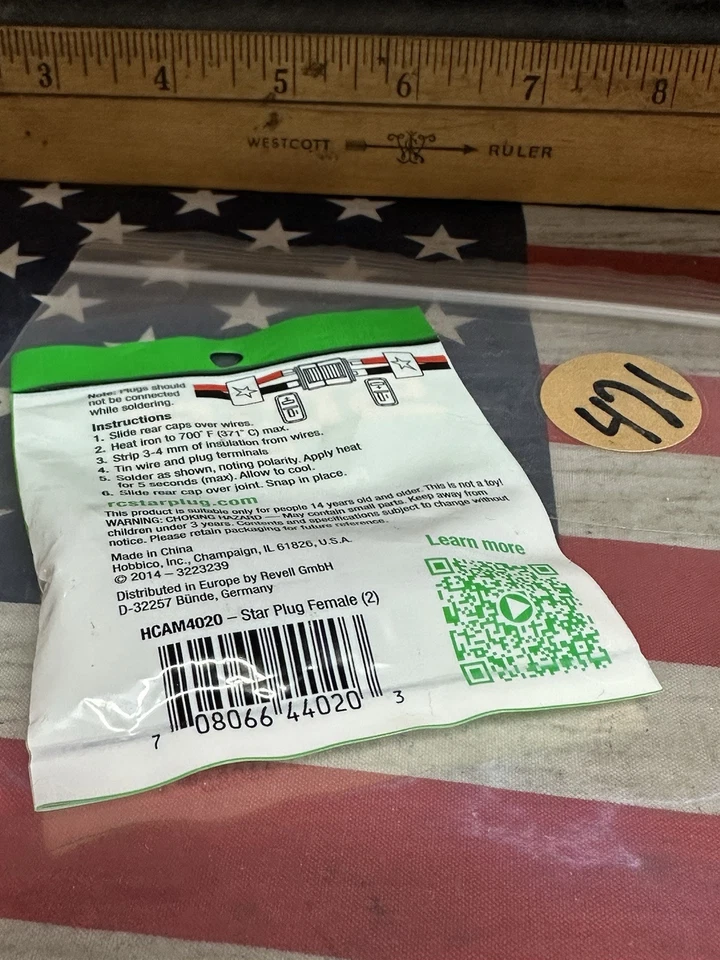 3 4 5 6 7 8
WESTCOTT RULER
471
Note: Plugs should
not be connected
while soldering.
Instructions
1. Slide rear caps over wires.
2. Heat iron to 700˚ F (371˚ C) max.
3. Strip 3-4 mm of insulation from wires.
4. Tin wire and plug terminals.
5. Solder as shown, noting polarity. Apply heat
for 5 seconds (max). Allow to cool.
6. Slide rear cap over joint. Snap in place.
rcstarplug.com
This product is suitable only for people 14 years old and older. This is not a toy!
WARNING: CHOKING HAZARD — May contain small parts. Keep away from
children under 3 years. Contents and specifications subject to change without
notice. Please retain packaging for future reference.
Made in China
Hobbico, Inc., Champaign, IL 61826, U.S.A.
© 2014 – 3223239
Distributed in Europe by Revell GmbH
D-32257 Bünde, Germany
Learn more
HCAM4020 – Star Plug Female (2)
7 08066 44020 3